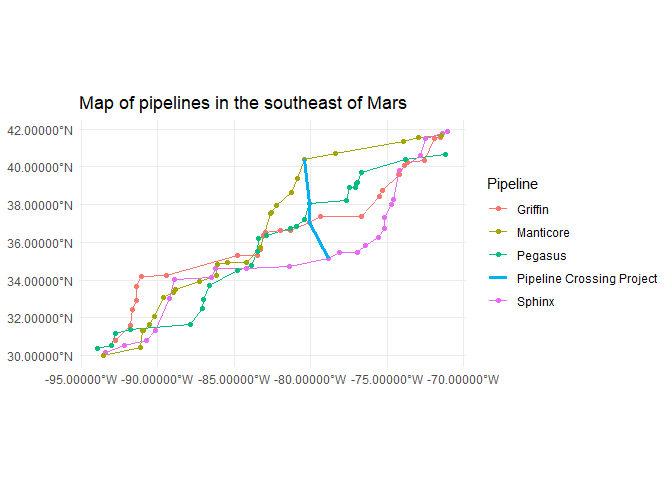 Map of pipelines in the southeast of Mars
42.00000°N
40.00000°N
38.00000°N
36.00000°N
34.00000°N
32.00000°N
30.00000°N
-95.00000°W -90.00000°W -85.00000°W -80.00000°W -75.00000°W -70.00000°W
Pipeline
Griffin
Manticore
Pegasus
Pipeline Crossing Project
Sphinx